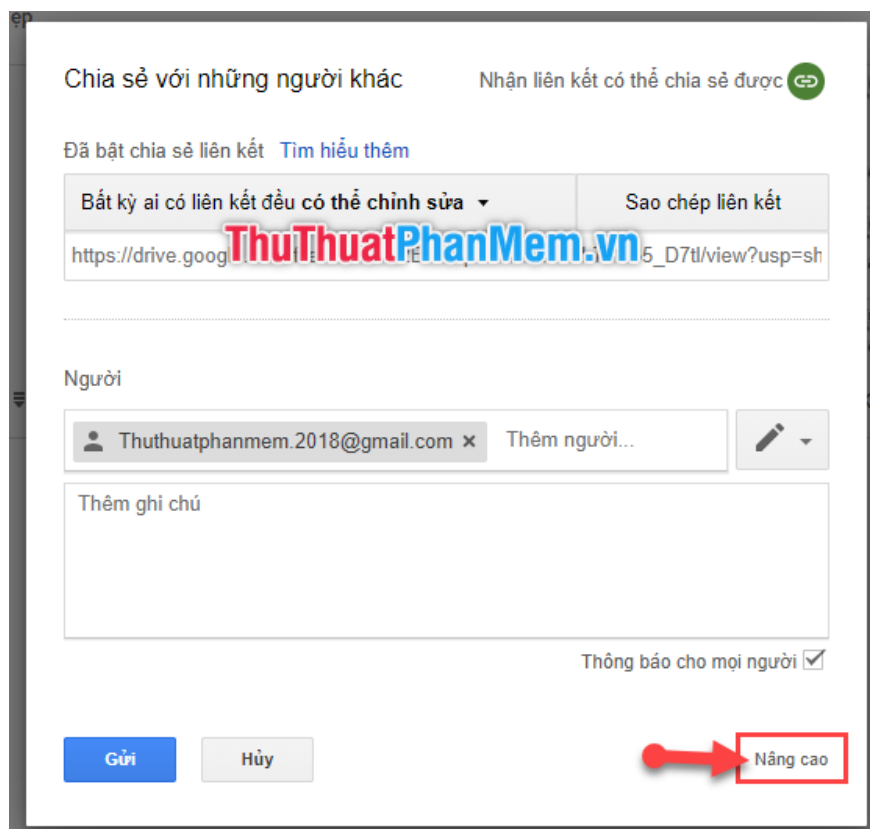 ẹp
Chia sẻ với những người khác
Nhận liên kết có thể chia sẻ được
Đã bật chia sẻ liên kết Tìm hiểu thêm
Bất kỳ ai có liên kết đều có thể chỉnh sửa
Sao chép liên kết
ThuThuatPhanMem.vn
https://drive.goog 5_D7tl/view?usp=sh
Người
Thuthuatphanmem.2018@gmail.com × Thêm người...
Thêm ghi chú
Thông báo cho mọi người
Gửi
Hủy
Nâng cao